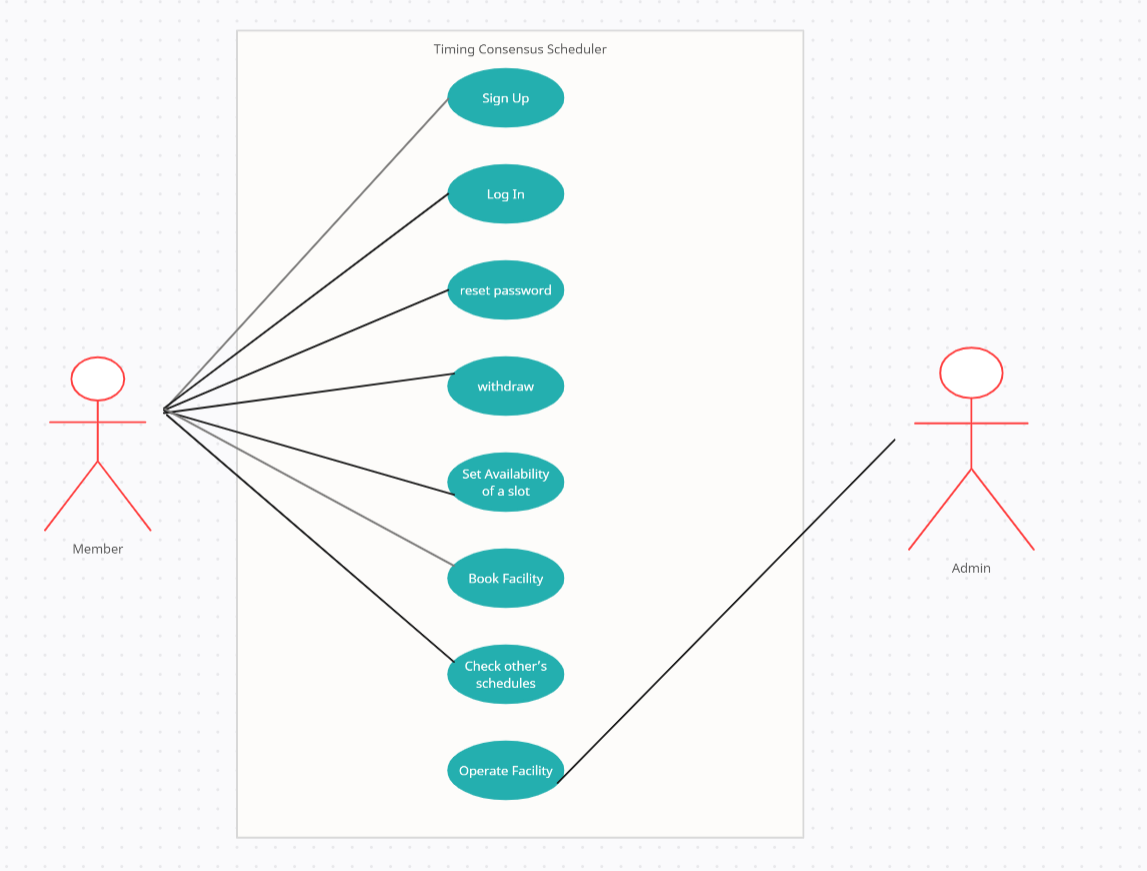 Timing Consensus Scheduler
Sign Up
Log In
reset password
withdraw
Set Availability
of a slot
Book Facility
Check other’s
schedules
Operate Facility
Member
Admin